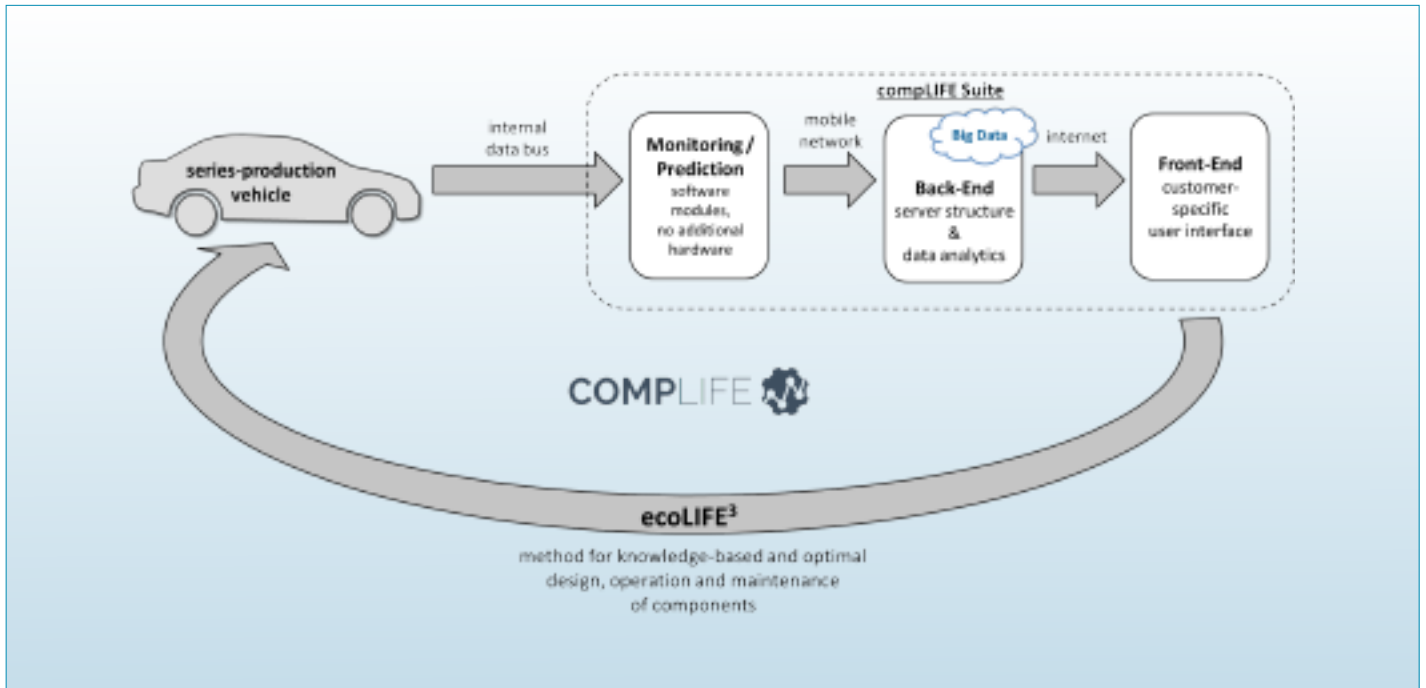 compLIFE Suite
series-production
vehicle
internal
data bus
Monitoring /
Prediction
software
modules,
no additional
hardware
mobile
network
Big Data
Back-End
server structure
&
data analytics
internet
Front-End
customer-
specific
user interface
COMPLIFE
ecoLIFE³
method for knowledge-based and optimal
design, operation and maintenance
of components